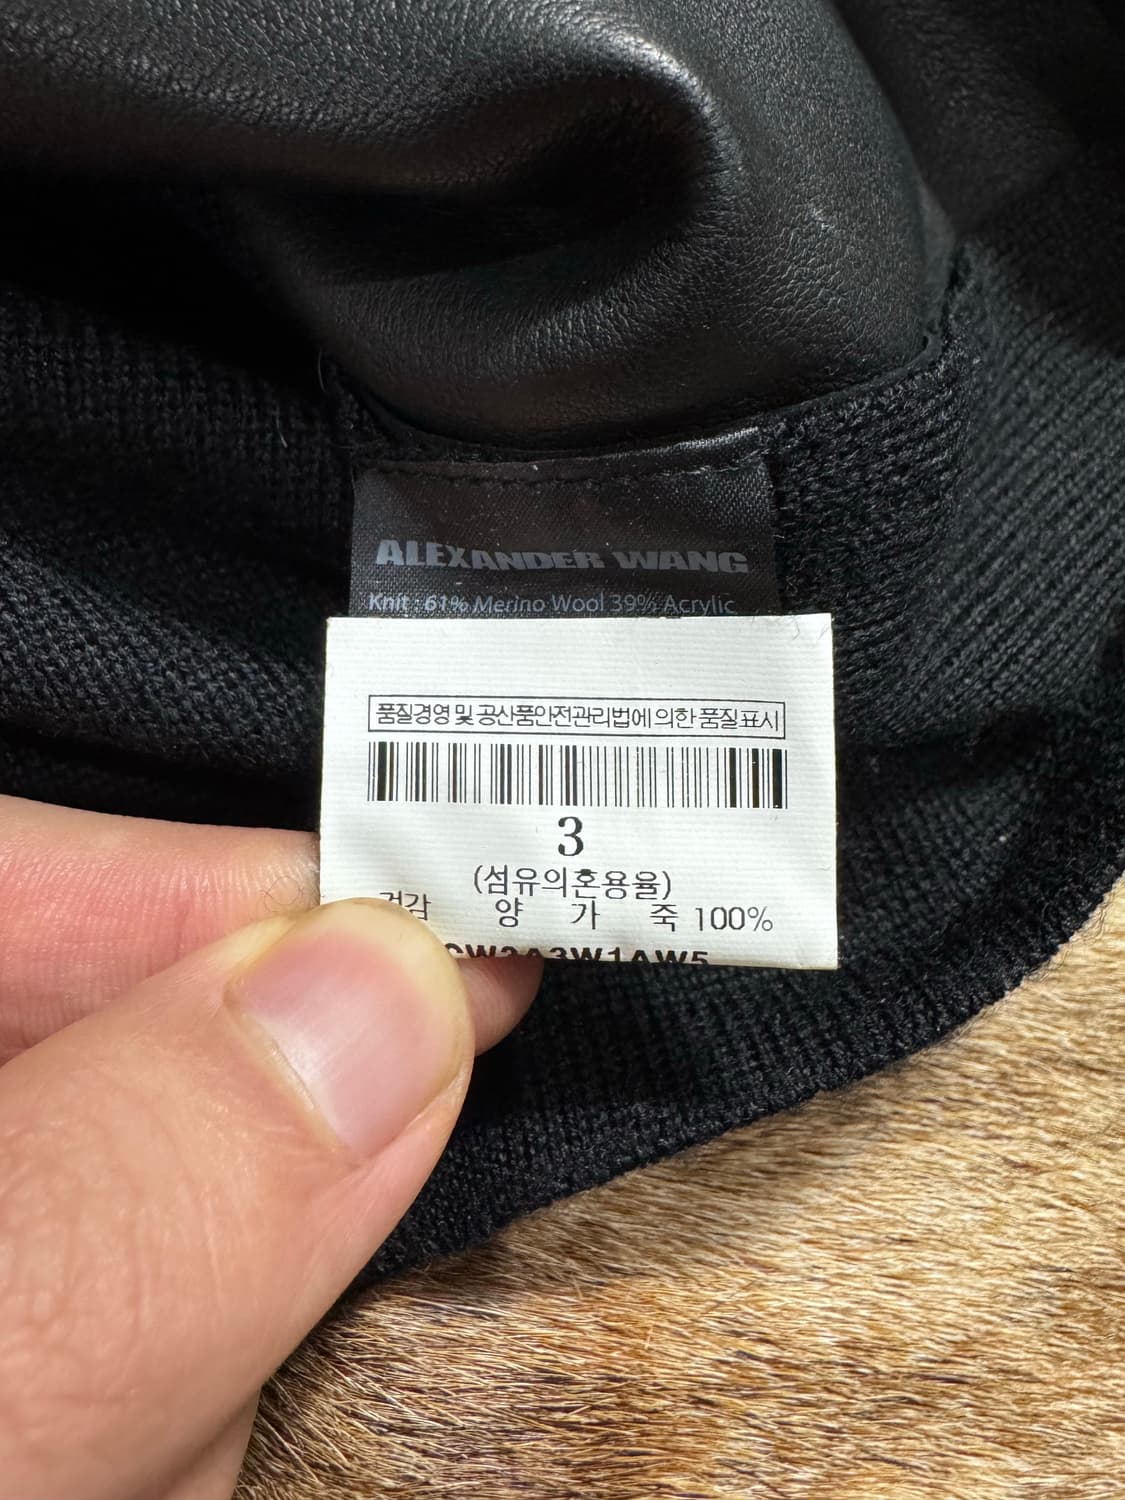 ALEXANDER WANG
Knit : 61% Merino Wool 39% Acrylic
품질경영 및 공산품안전관리법에 의한 품질표시
3
(섬유의혼용율)
겉감 양 가 죽 100%